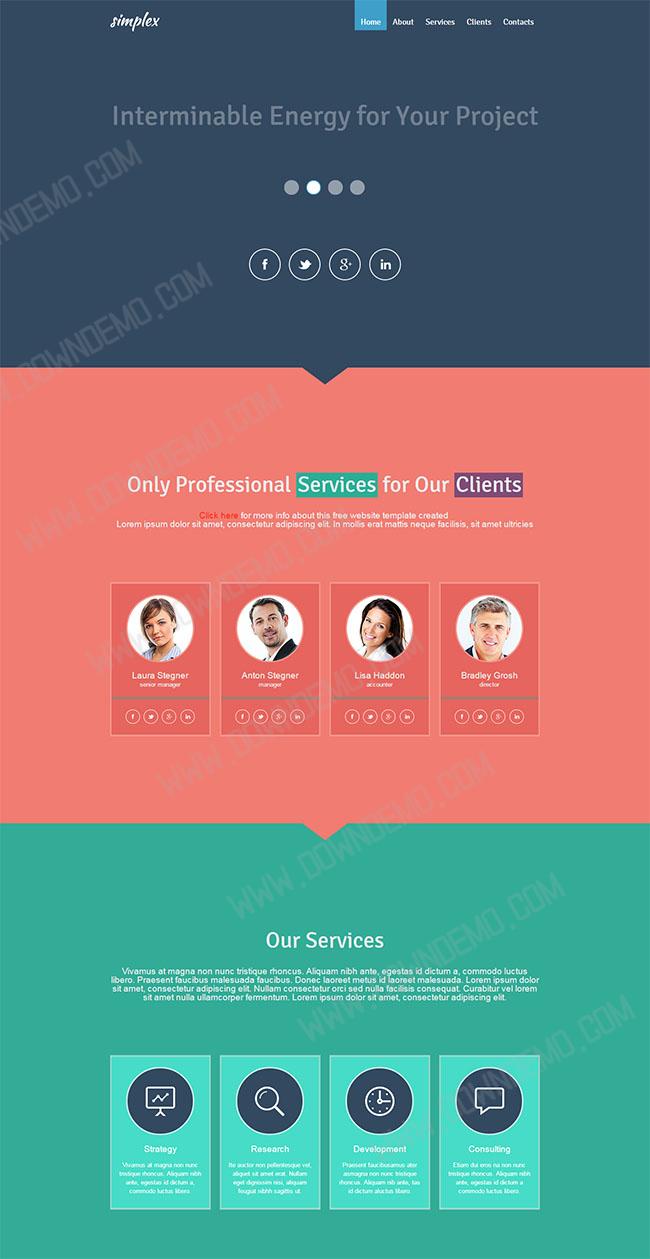 simplex
Home About Services Clients Contacts
Interminable Energy for Your Project
WWW.DOWNDEMO.COM
Only Professional Services for Our Clients
Click here for more info about this free website template created
Lorem ipsum dolor sit amet, consectetur adipiscing elit. In mollis erat mattis neque facilisis, sit amet ultricies
Laura Stegner
senior manager
Anton Stegner
manager
Lisa Haddon
accounter
Bradley Grosh
director
Our Services
Vivamus at magna non nunc tristique rhoncus. Aliquam nibh ante, egestas id dictum a, commodo luctus
libero. Praesent faucibus malesuada faucibus. Donec laoreet metus id laoreet malesuada. Lorem ipsum dolor
sit amet, consectetur adipiscing elit. Nullam consectetur orci sed nulla facilisis consequat. Curabitur vel lorem
sit amet nulla ullamcorper fermentum. Lorem ipsum dolor sit amet, consectetur adipiscing elit.
Strategy
Vivamus at magna non nunc
tristique rhoncus. Aliquam nibh
ante, egestas id dictum a,
commodo luctus libero.
Research
Ite auctor non pellentesque vel,
aliquet sit amet erat. Nullam
eget dignissim nisi, aliquam
feugiat nibhh sagittis ut.
Development
Praesent faucibusamus ater
asmagna non nunc tristique
rhoncus. Aliquam nibh ante, tas
id dictum aluctus libero.
Consulting
Etiam dui eros na non nunc
tristique rhoncus. Aliquam nibh
ante, egestas id dictum a,
commodo luctus libero.